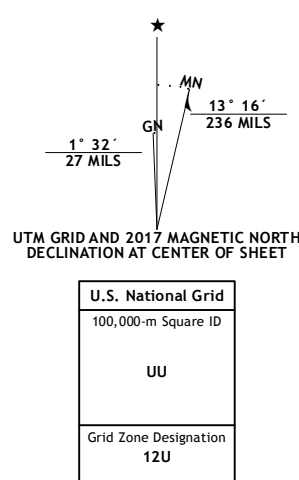 ★
MN
GN
13° 16´
236 MILS
1° 32´
27 MILS
UTM GRID AND 2017 MAGNETIC NORTH
DECLINATION AT CENTER OF SHEET
U.S. National Grid
100,000-m Square ID
UU
Grid Zone Designation
12U